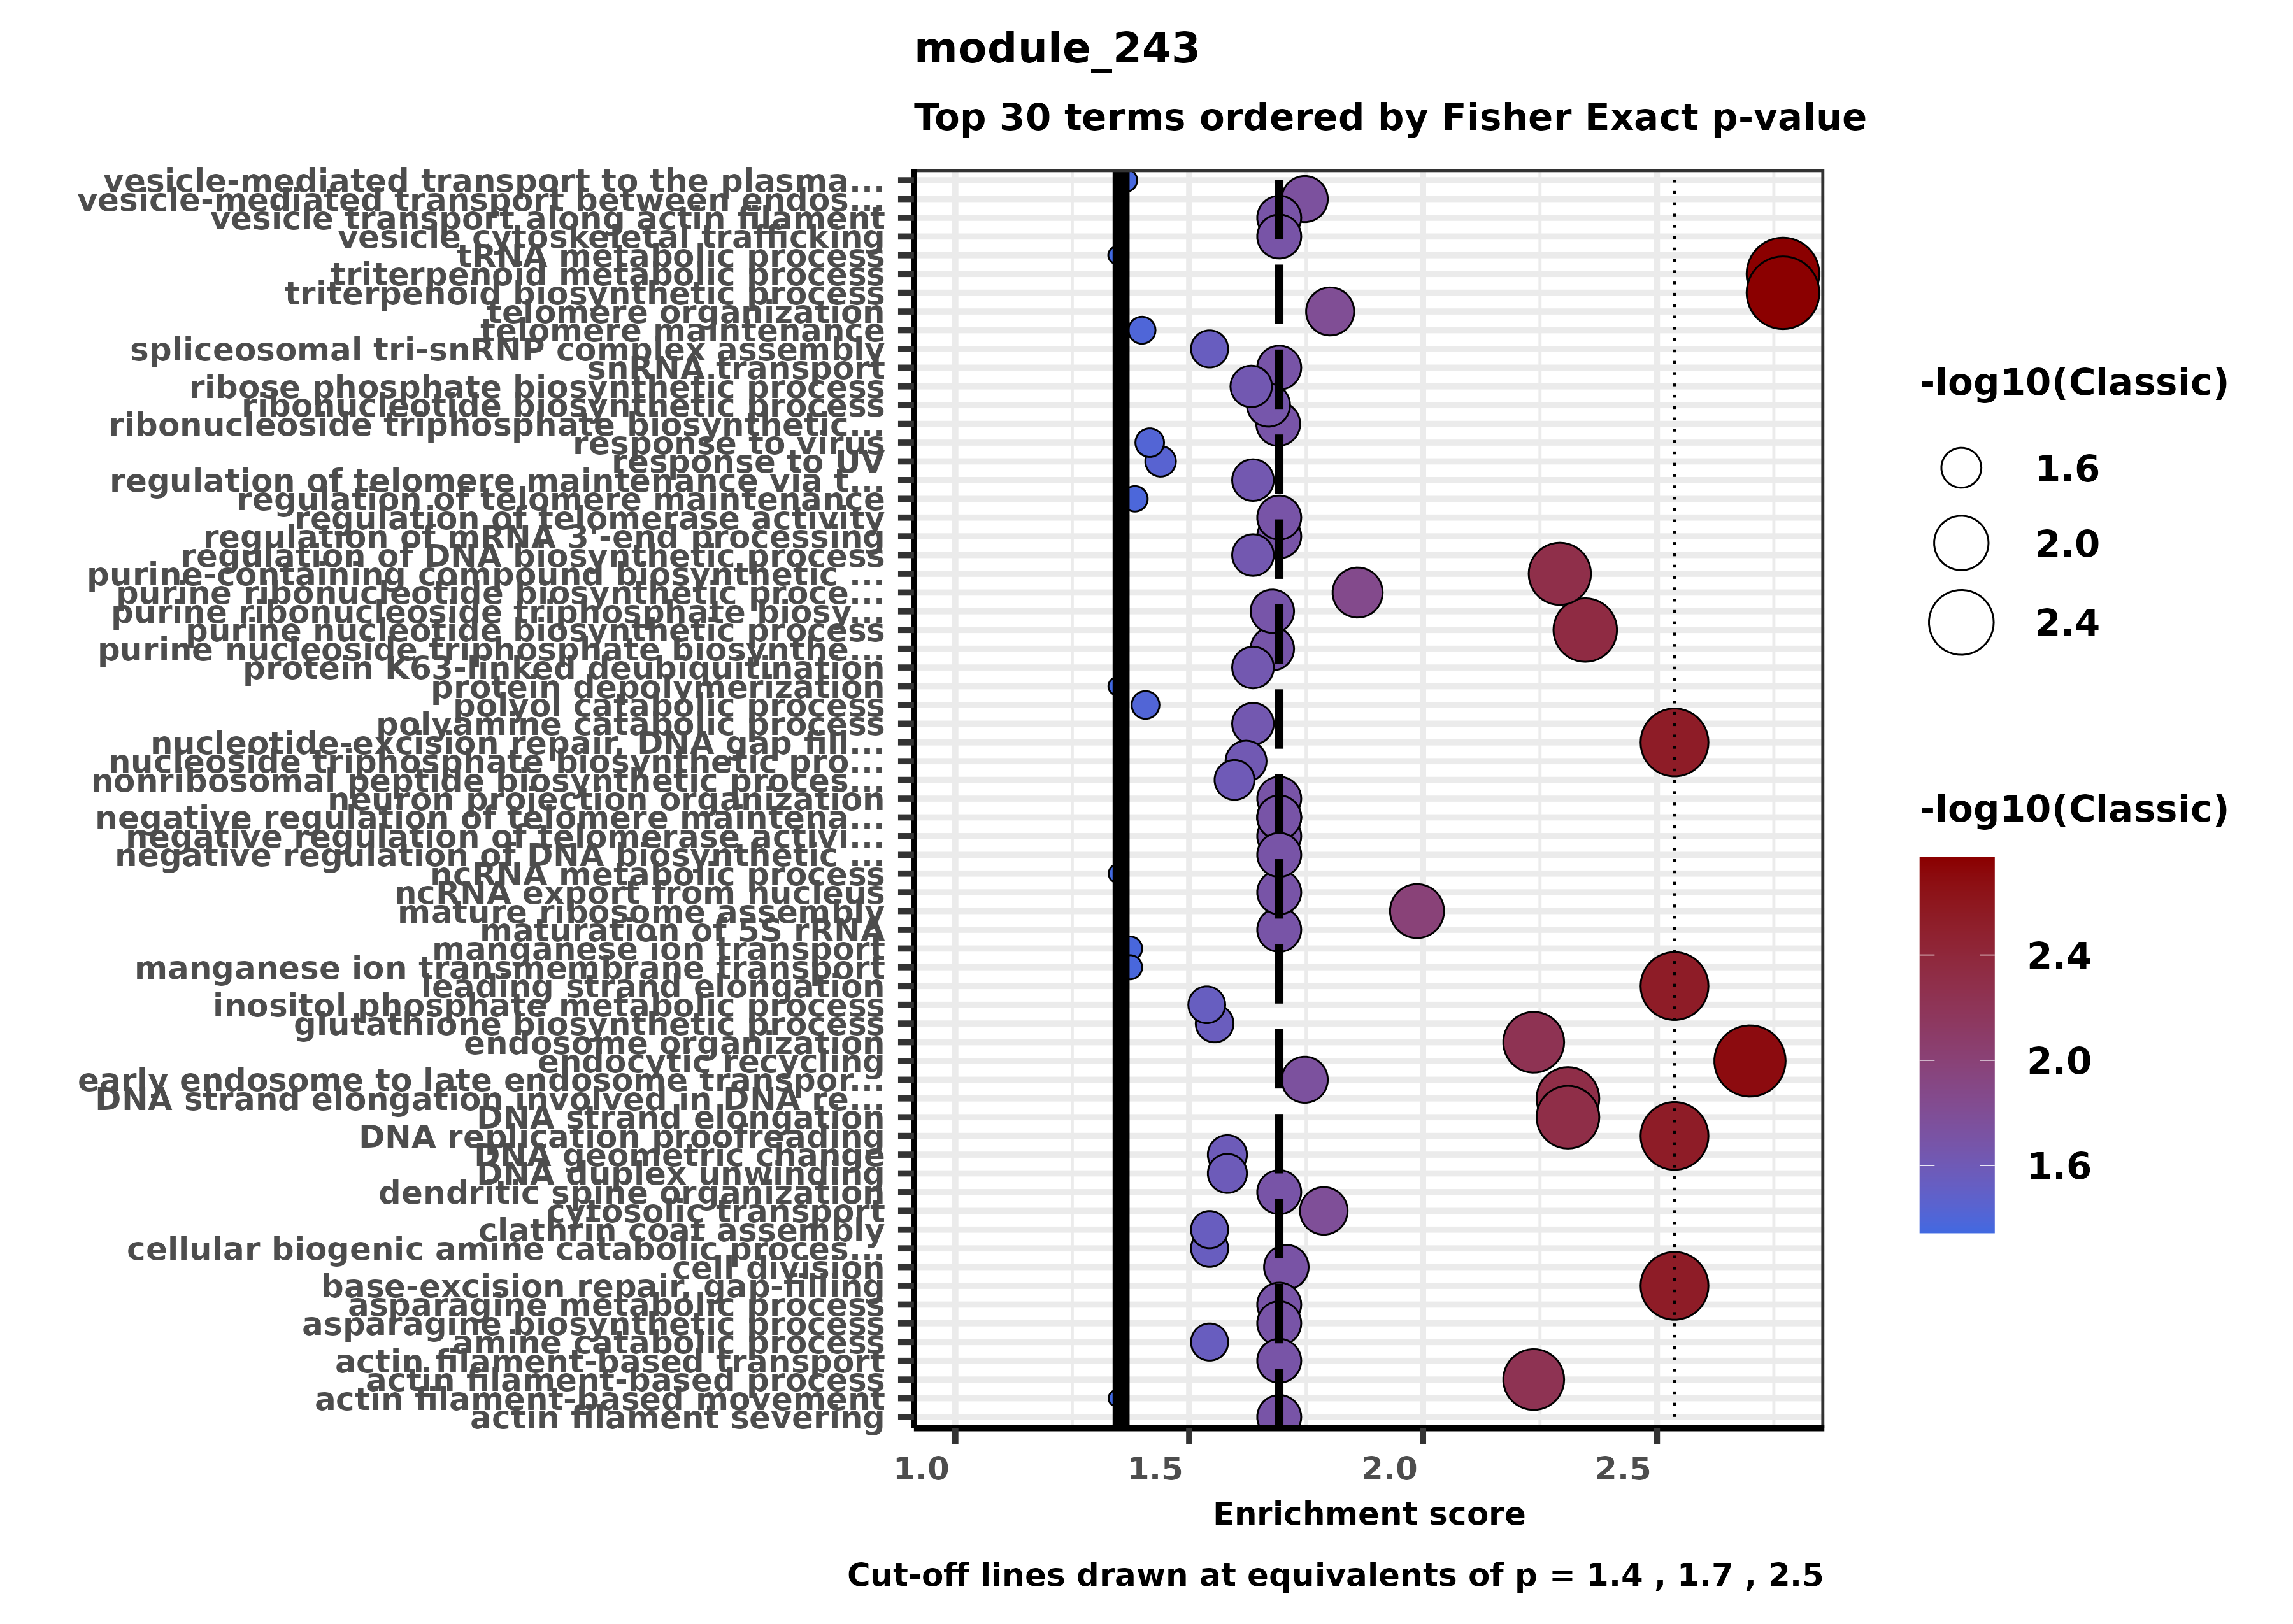 module_243
Top 30 terms ordered by Fisher Exact p-value
vesicle-mediated transport to the plasma...
vesicle-mediated transport between endos...
vesicle transport along actin filament
vesicle cytoskeletal trafficking
tRNA metabolic process
triterpenoid metabolic process
triterpenoid biosynthetic process
telomere organization
telomere maintenance
spliceosomal tri-snRNP complex assembly
snRNA transport
ribose phosphate biosynthetic process
ribonucleotide biosynthetic process
ribonucleoside triphosphate biosynthetic...
response to virus
response to UV
regulation of telomere maintenance via t...
regulation of telomere maintenance
regulation of telomerase activity
regulation of mRNA 3'-end processing
regulation of DNA biosynthetic process
purine-containing compound biosynthetic ...
purine ribonucleotide biosynthetic proce...
purine ribonucleoside triphosphate biosy...
purine nucleotide biosynthetic process
purine nucleoside triphosphate biosynthe...
protein K63-linked deubiquitination
protein depolymerization
polyol catabolic process
polyamine catabolic process
nucleotide-excision repair, DNA gap fill...
nucleoside triphosphate biosynthetic pro...
nonribosomal peptide biosynthetic proces...
neuron projection organization
negative regulation of telomere maintena...
negative regulation of telomerase activi...
negative regulation of DNA biosynthetic ...
ncRNA metabolic process
ncRNA export from nucleus
mature ribosome assembly
maturation of 5S rRNA
manganese ion transport
manganese ion transmembrane transport
leading strand elongation
inositol phosphate metabolic process
glutathione biosynthetic process
endosome organization
endocytic recycling
early endosome to late endosome transpor...
DNA strand elongation involved in DNA re...
DNA strand elongation
DNA replication proofreading
DNA geometric change
DNA duplex unwinding
dendritic spine organization
cytosolic transport
clathrin coat assembly
cellular biogenic amine catabolic proces...
cell division
base-excision repair, gap-filling
asparagine metabolic process
asparagine biosynthetic process
amine catabolic process
actin filament-based transport
actin filament-based process
actin filament-based movement
actin filament severing
1.0 1.5 2.0 2.5
Enrichment score
Cut-off lines drawn at equivalents of p = 1.4 , 1.7 , 2.5
-log10(Classic)
1.6
2.0
2.4
-log10(Classic)
2.4
2.0
1.6